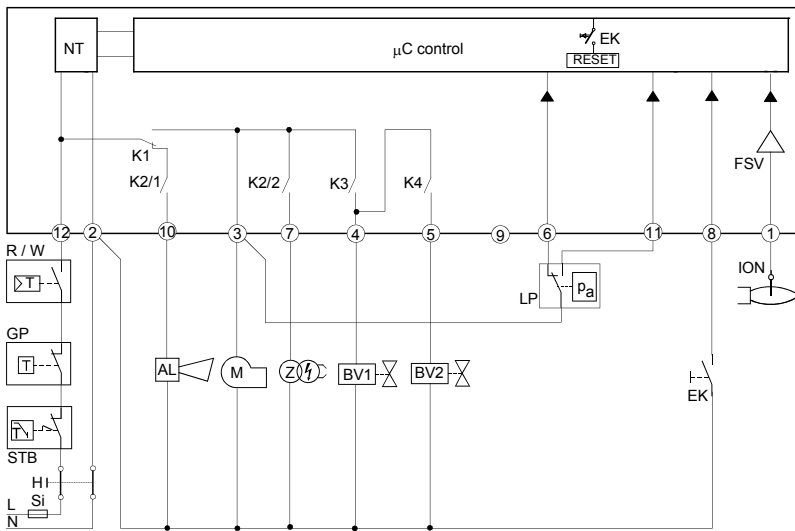 NT
μC control
EK
RESET
K1
K2/1
K2/2
K3
K4
FSV
12
2
10
3
7
4
5
9
6
11
8
1
R / W
T
GP
T
STB
T
LP
pa
ION
AL
M
Z
BV1
BV2
EK
H
Si
L
N